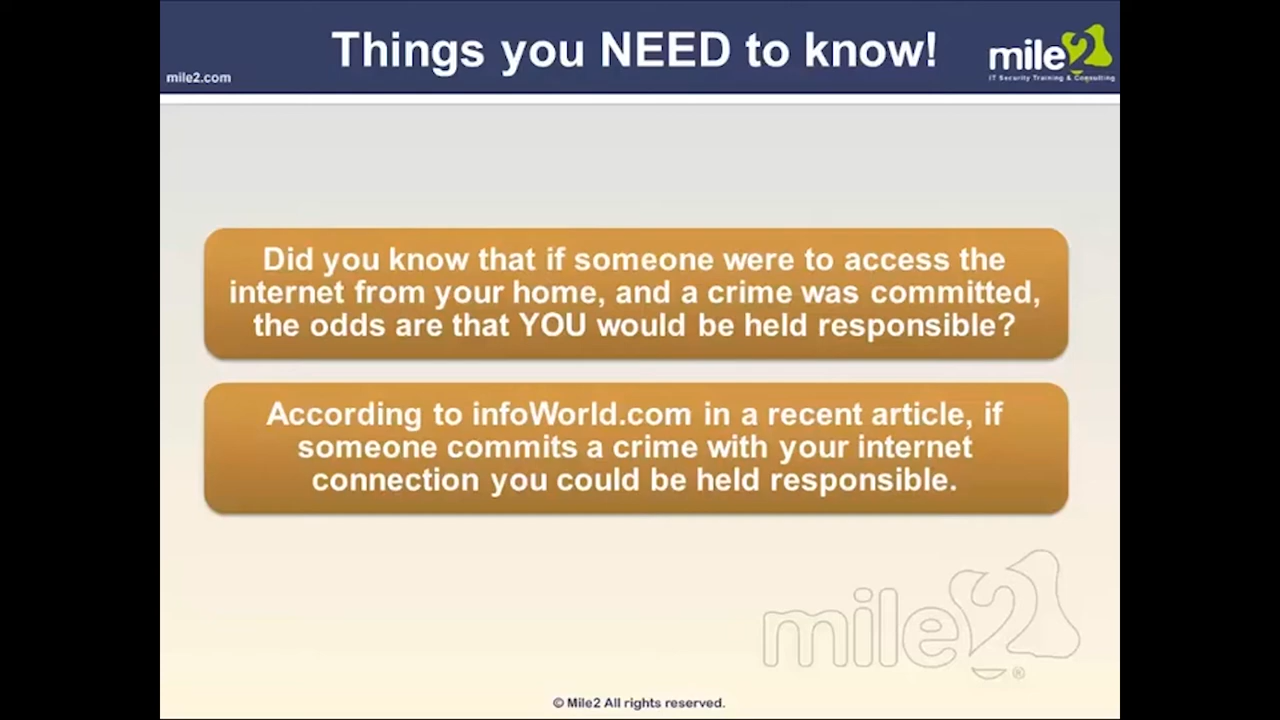 Things you NEED to know!
mile2.com
mile2
IT Security Training & Consulting
Did you know that if someone were to access the
internet from your home, and a crime was committed,
the odds are that YOU would be held responsible?
According to infoWorld.com in a recent article, if
someone commits a crime with your internet
connection you could be held responsible.
mile2®
© Mile2 All rights reserved.